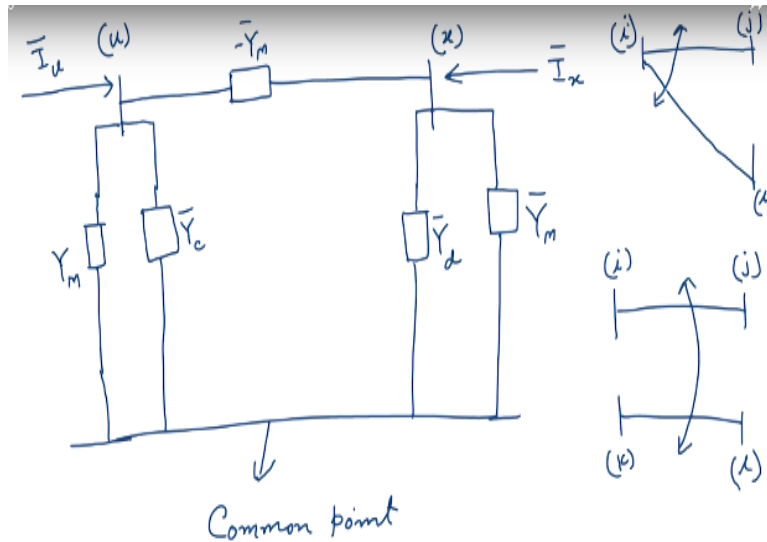 (u)
Ī_u
-Ȳ_m
(x)
Ī_x
Y_m
Ȳ_c
Ȳ_d
Ȳ_m
Common point
(i)
(j)
(i)
(j)
(k)
(l)